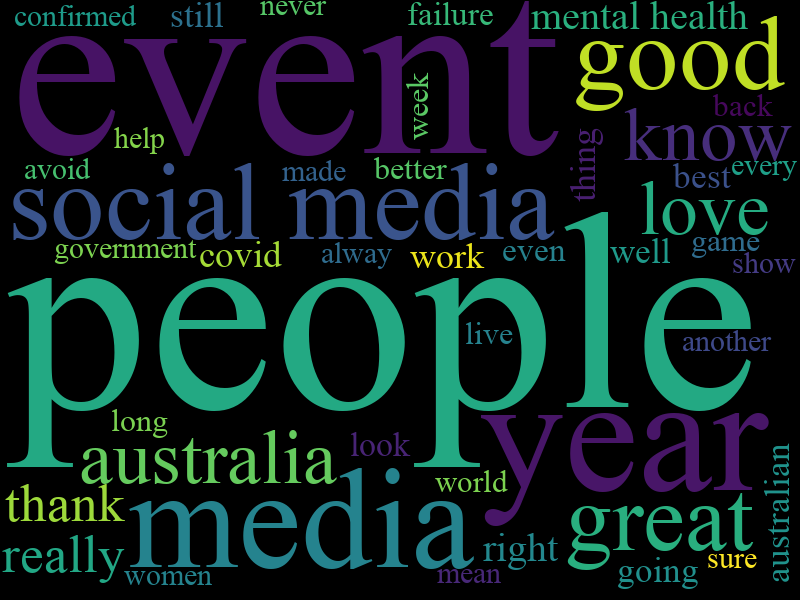 confirmed
still
never
failure
mental health
event
good
week
back
help
know
thing
avoid
made
better
best
every
social media
love
government
covid
alway
work
even
well
game
show
people
live
another
long
year
australia
look
australian
thank
media
world
great
really
women
right
mean
going
sure